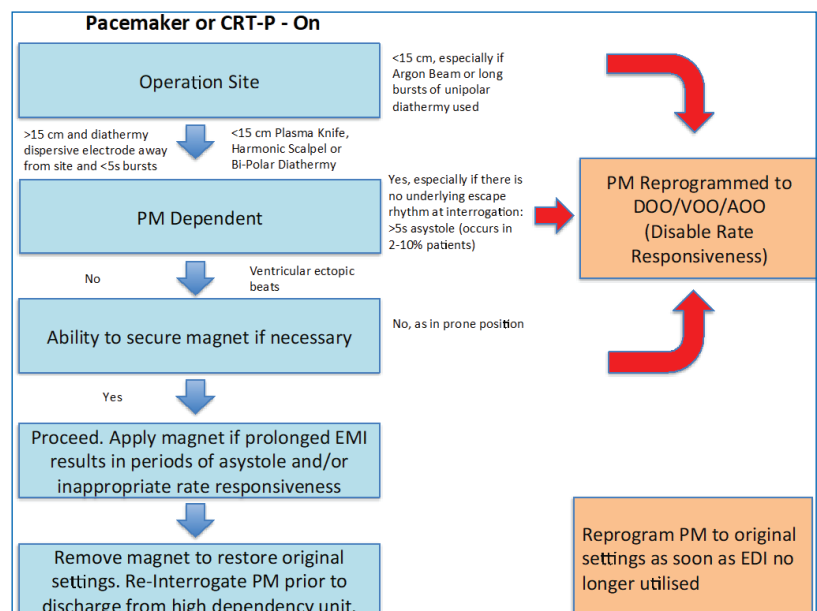 Pacemaker or CRT-P - On
Operation Site
<15 cm, especially if
Argon Beam or long
bursts of unipolar
diathermy used
>15 cm and diathermy
dispersive electrode away
from site and <5s bursts
<15 cm Plasma Knife,
Harmonic Scalpel or
Bi-Polar Diathermy
PM Dependent
Yes, especially if there is
no underlying escape
rhythm at interrogation:
>5s asystole (occurs in
2-10% patients)
PM Reprogrammed to
DOO/VOO/AOO
(Disable Rate
Responsiveness)
No
Ventricular ectopic
beats
Ability to secure magnet if necessary
No, as in prone position
Yes
Proceed. Apply magnet if prolonged EMI
results in periods of asystole and/or
inappropriate rate responsiveness
Remove magnet to restore original
settings. Re-Interrogate PM prior to
discharge from high dependency unit.
Reprogram PM to original
settings as soon as EDI no
longer utilised